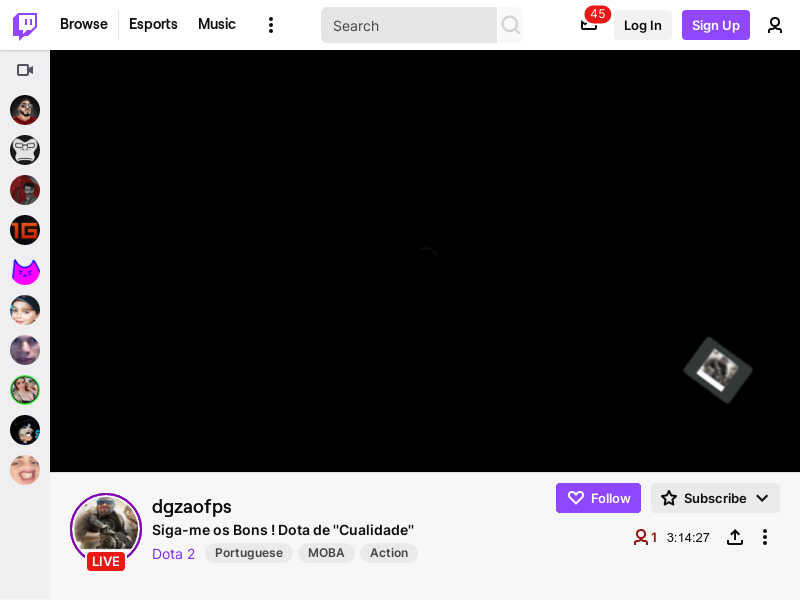 Browse
Esports
Music
Search
45
Log In
Sign Up
1G
dgzaofps
Siga-me os Bons ! Dota de "Cualidade"
Dota 2
Portuguese
MOBA
Action
LIVE
Follow
Subscribe
1
3:14:27